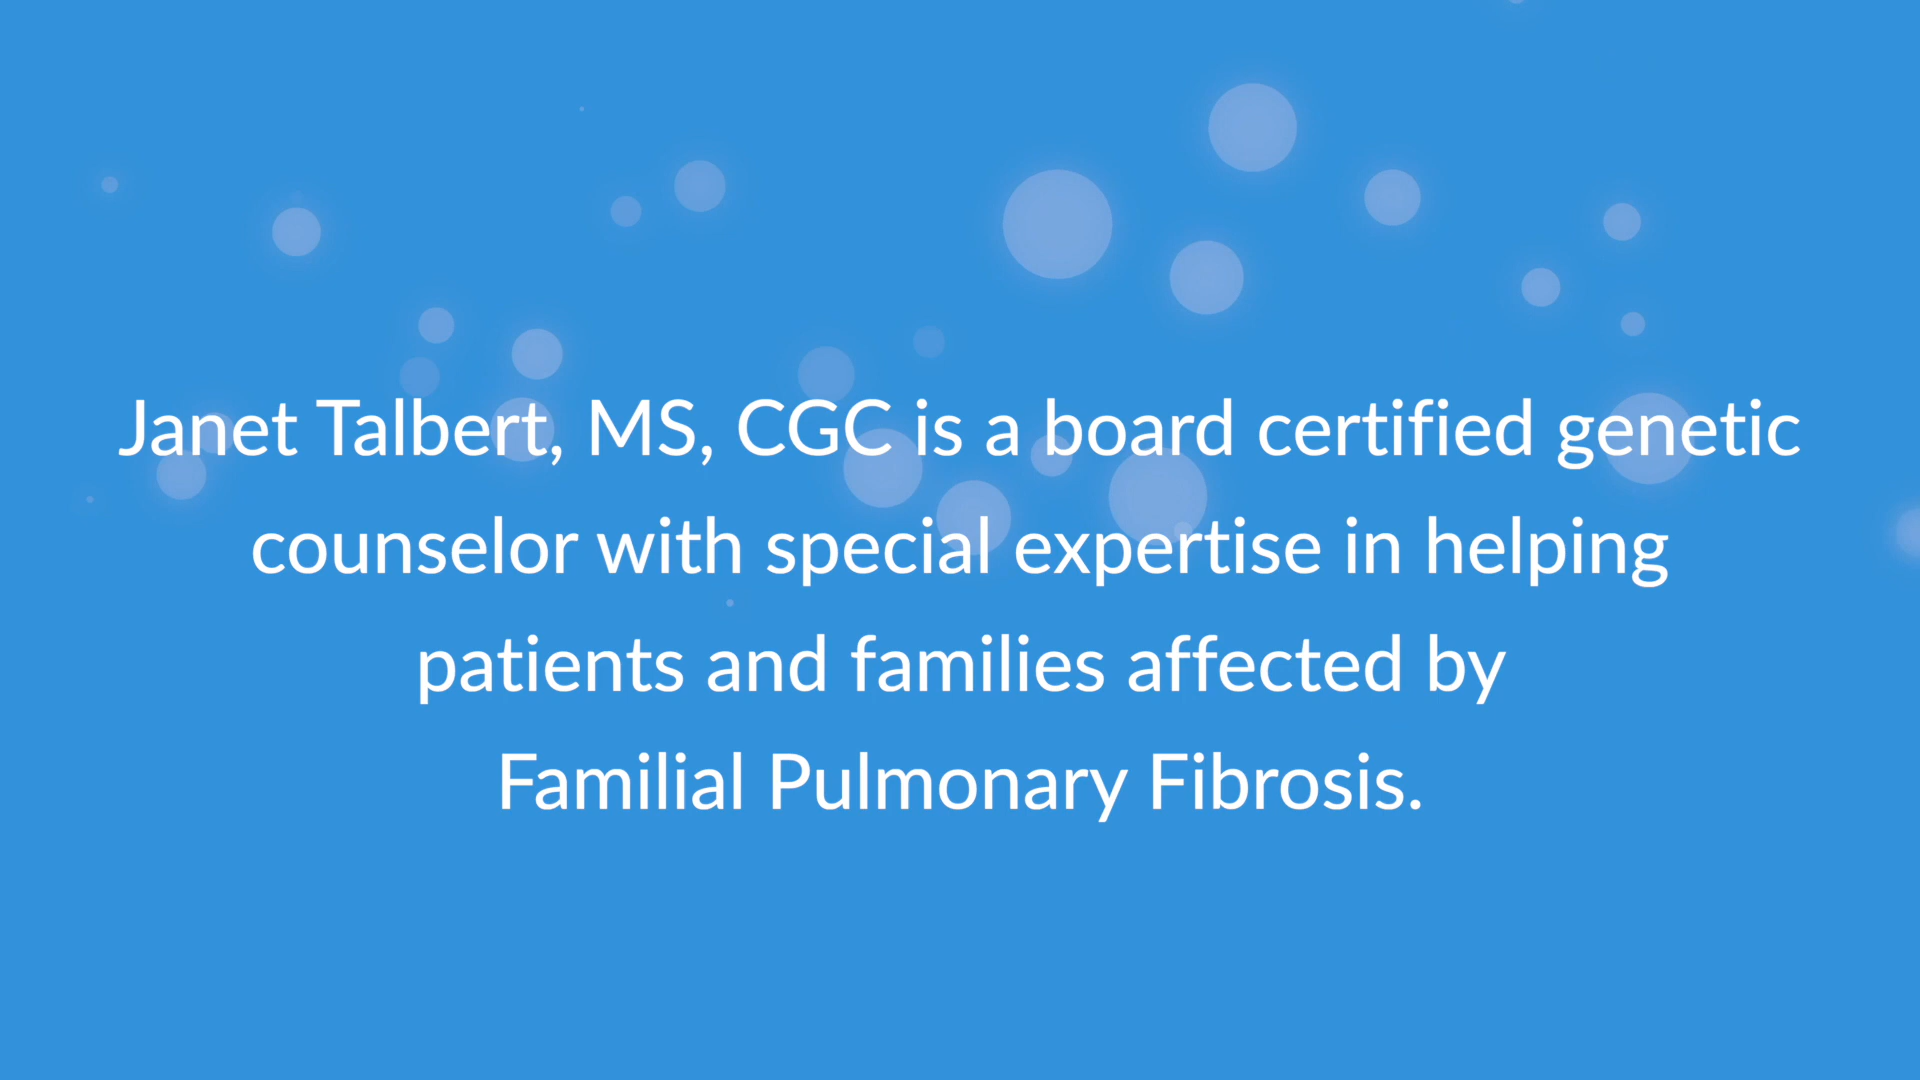 Janet Talbert, MS, CGC is a board certified genetic
counselor with special expertise in helping
patients and families affected by
Familial Pulmonary Fibrosis.